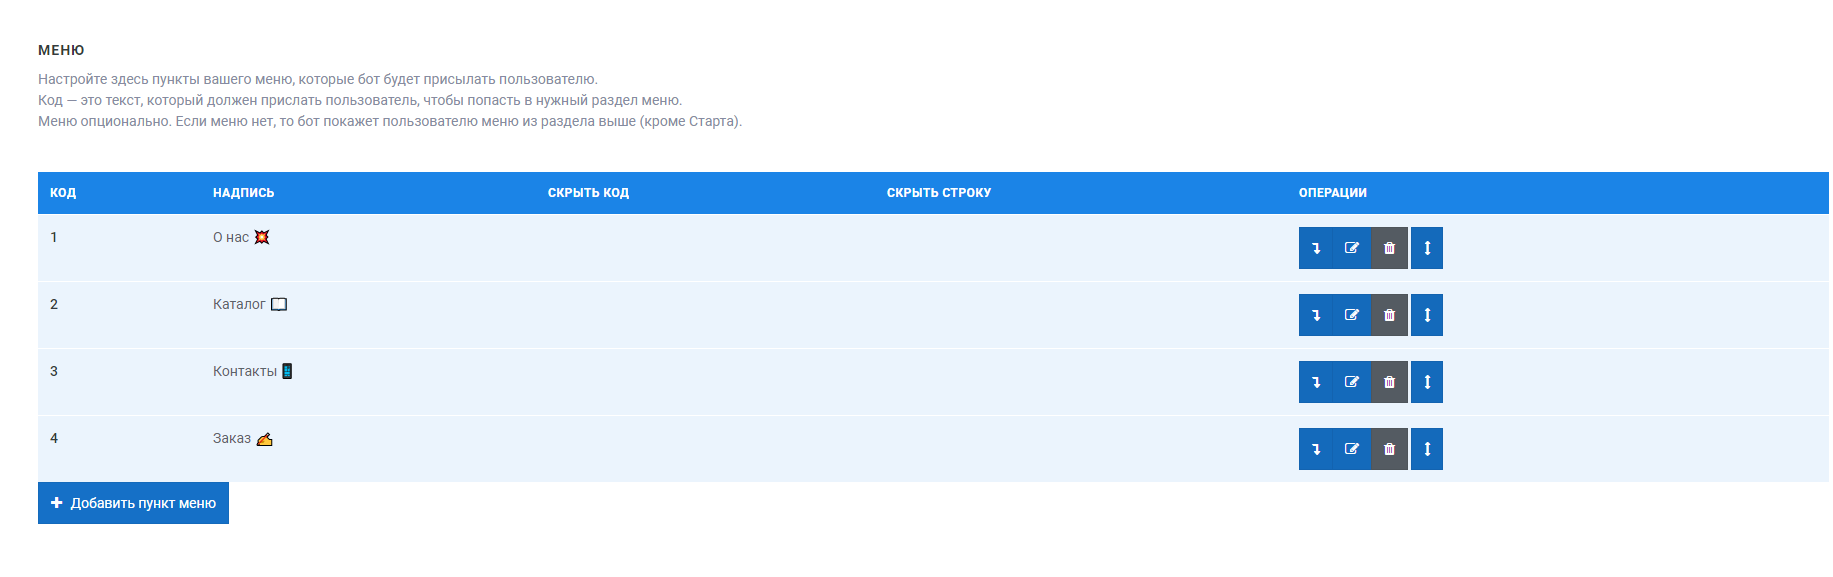 МЕНЮ
Настройте здесь пункты вашего меню, которые бот будет присылать пользователю.
Код — это текст, который должен прислать пользователь, чтобы попасть в нужный раздел меню.
Меню опционально. Если меню нет, то бот покажет пользователю меню из раздела выше (кроме Старта).
КОД НАДПИСЬ СКРЫТЬ КОД СКРЫТЬ СТРОКУ ОПЕРАЦИИ
1 О нас 💥
2 Каталог 📖
3 Контакты 📱
4 Заказ ✍
Добавить пункт меню